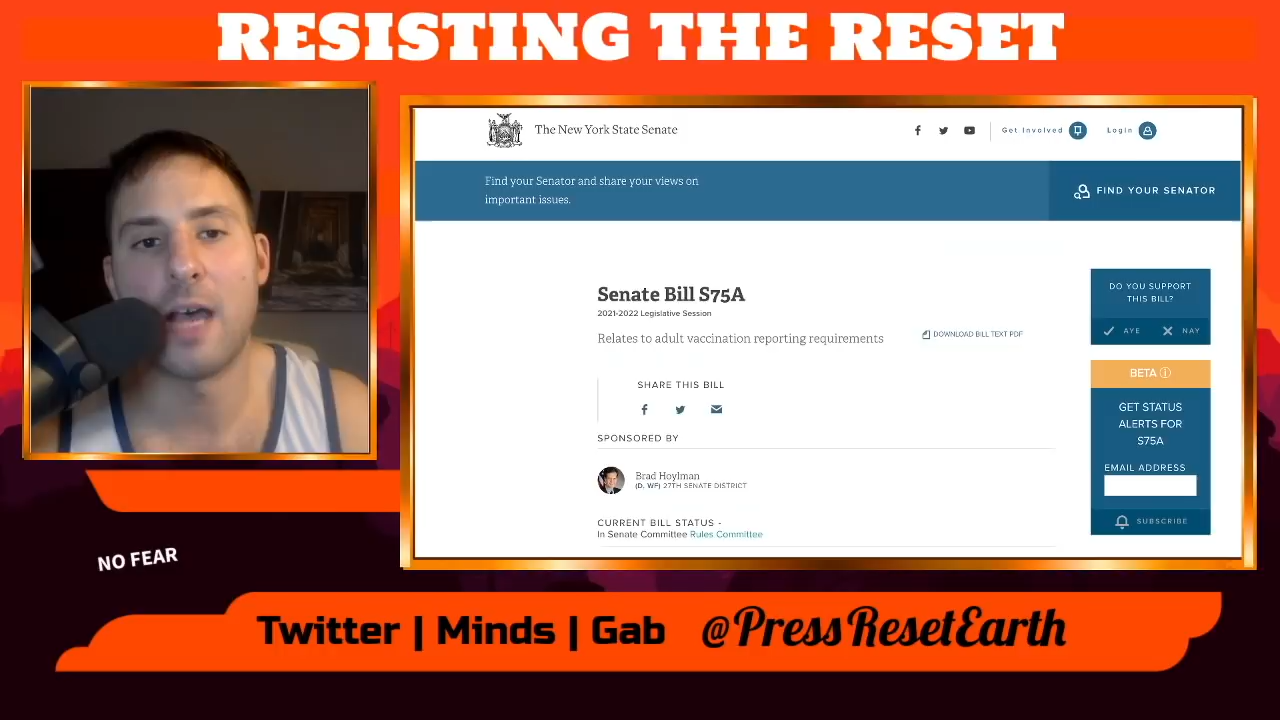 RESISTING THE RESET
The New York State Senate
Get Involved
Login
Find your Senator and share your views on
important issues.
FIND YOUR SENATOR
Senate Bill S75A
2021-2022 Legislative Session
Relates to adult vaccination reporting requirements
DOWNLOAD BILL TEXT PDF
SHARE THIS BILL
SPONSORED BY
Brad Hoylman
(D, WF) 27TH SENATE DISTRICT
CURRENT BILL STATUS -
In Senate Committee Rules Committee
DO YOU SUPPORT
THIS BILL?
AYE NAY
BETA
GET STATUS
ALERTS FOR
S75A
EMAIL ADDRESS
SUBSCRIBE
NO FEAR
Twitter | Minds | Gab @PressResetEarth